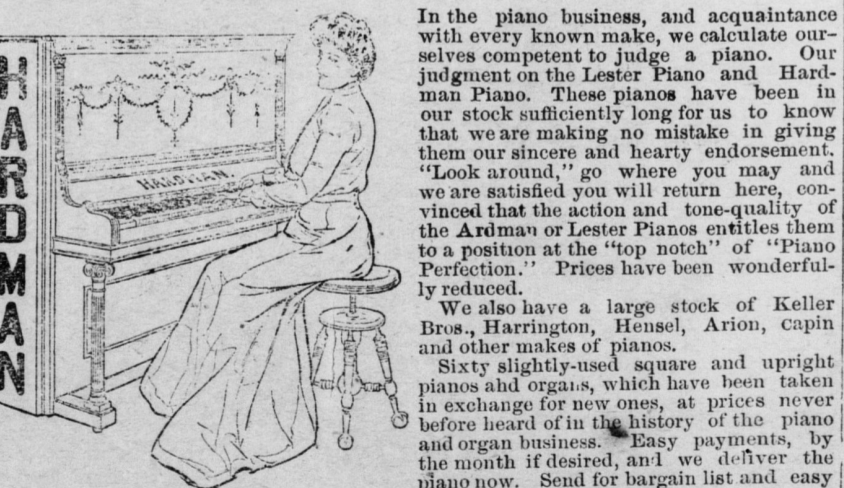 HARDMAN
HARDMAN.
In the piano business, and acquaintance
with every known make, we calculate our-
selves competent to judge a piano. Our
judgment on the Lester Piano and Hard-
man Piano. These pianos have been in
our stock sufficiently long for us to know
that we are making no mistake in giving
them our sincere and hearty endorsement.
"Look around," go where you may and
we are satisfied you will return here, con-
vinced that the action and tone-quality of
the Ardman or Lester Pianos entitles them
to a position at the "top notch" of "Piano
Perfection." Prices have been wonderful-
ly reduced.
We also have a large stock of Keller
Bros., Harrington, Hensel, Arion, Capin
and other makes of pianos.
Sixty slightly-used square and upright
pianos ahd organs, which have been taken
in exchange for new ones, at prices never
before heard of in the history of the piano
and organ business. Easy payments, by
the month if desired, and we deliver the
piano now. Send for bargain list and easy